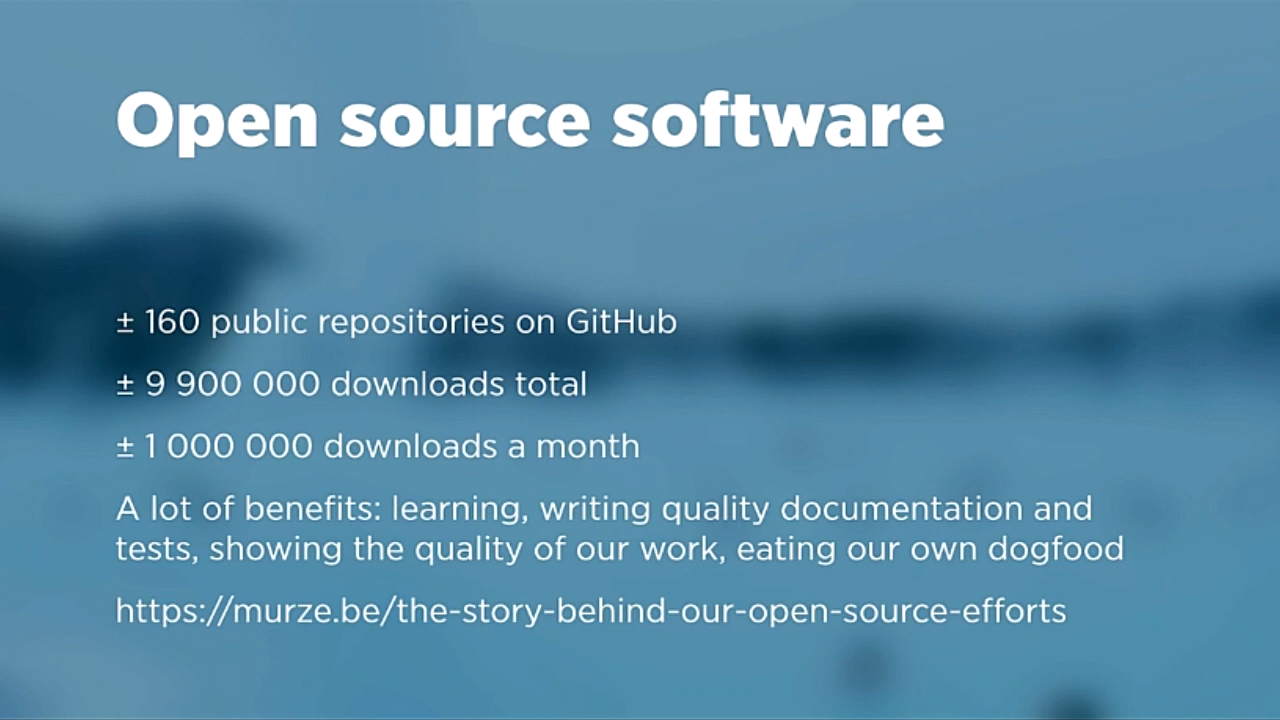 Open source software
± 160 public repositories on GitHub
± 9 900 000 downloads total
± 1 000 000 downloads a month
A lot of benefits: learning, writing quality documentation and
tests, showing the quality of our work, eating our own dogfood
https://murze.be/the-story-behind-our-open-source-efforts